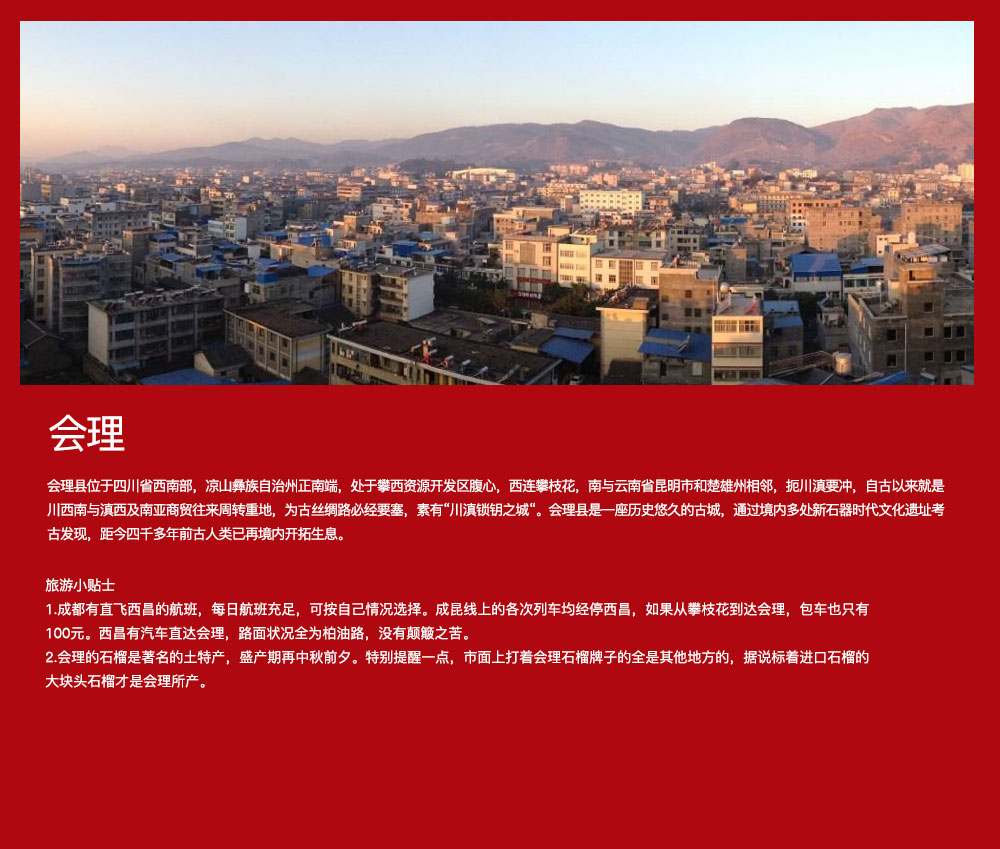 会理
会理县位于四川省西南部，凉山彝族自治州正南端，处于攀西资源开发区腹心，西连攀枝花，南与云南省昆明市和楚雄州相邻，扼川滇要冲，自古以来就是
川西南与滇西及南亚商贸往来周转重地，为古丝绸路必经要塞，素有“川滇锁钥之城“。会理县是一座历史悠久的古城，通过境内多处新石器时代文化遗址考
古发现，距今四千多年前古人类已再境内开拓生息。
旅游小贴士
1.成都有直飞西昌的航班，每日航班充足，可按自己情况选择。成昆线上的各次列车均经停西昌，如果从攀枝花到达会理，包车也只有
100元。西昌有汽车直达会理，路面状况全为柏油路，没有颠簸之苦。
2.会理的石榴是著名的土特产，盛产期再中秋前夕。特别提醒一点，市面上打着会理石榴牌子的全是其他地方的，据说标着进口石榴的
大块头石榴才是会理所产。